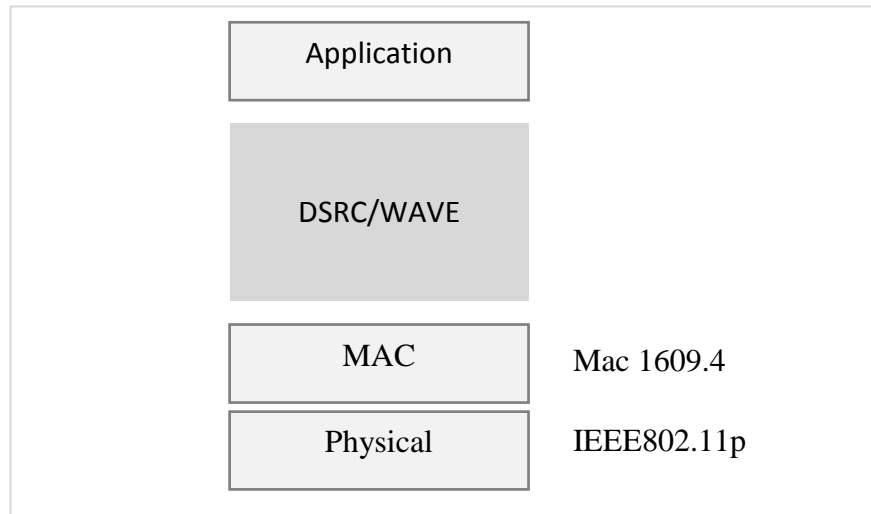 Application
DSRC/WAVE
MAC
Mac 1609.4
Physical
IEEE802.11p